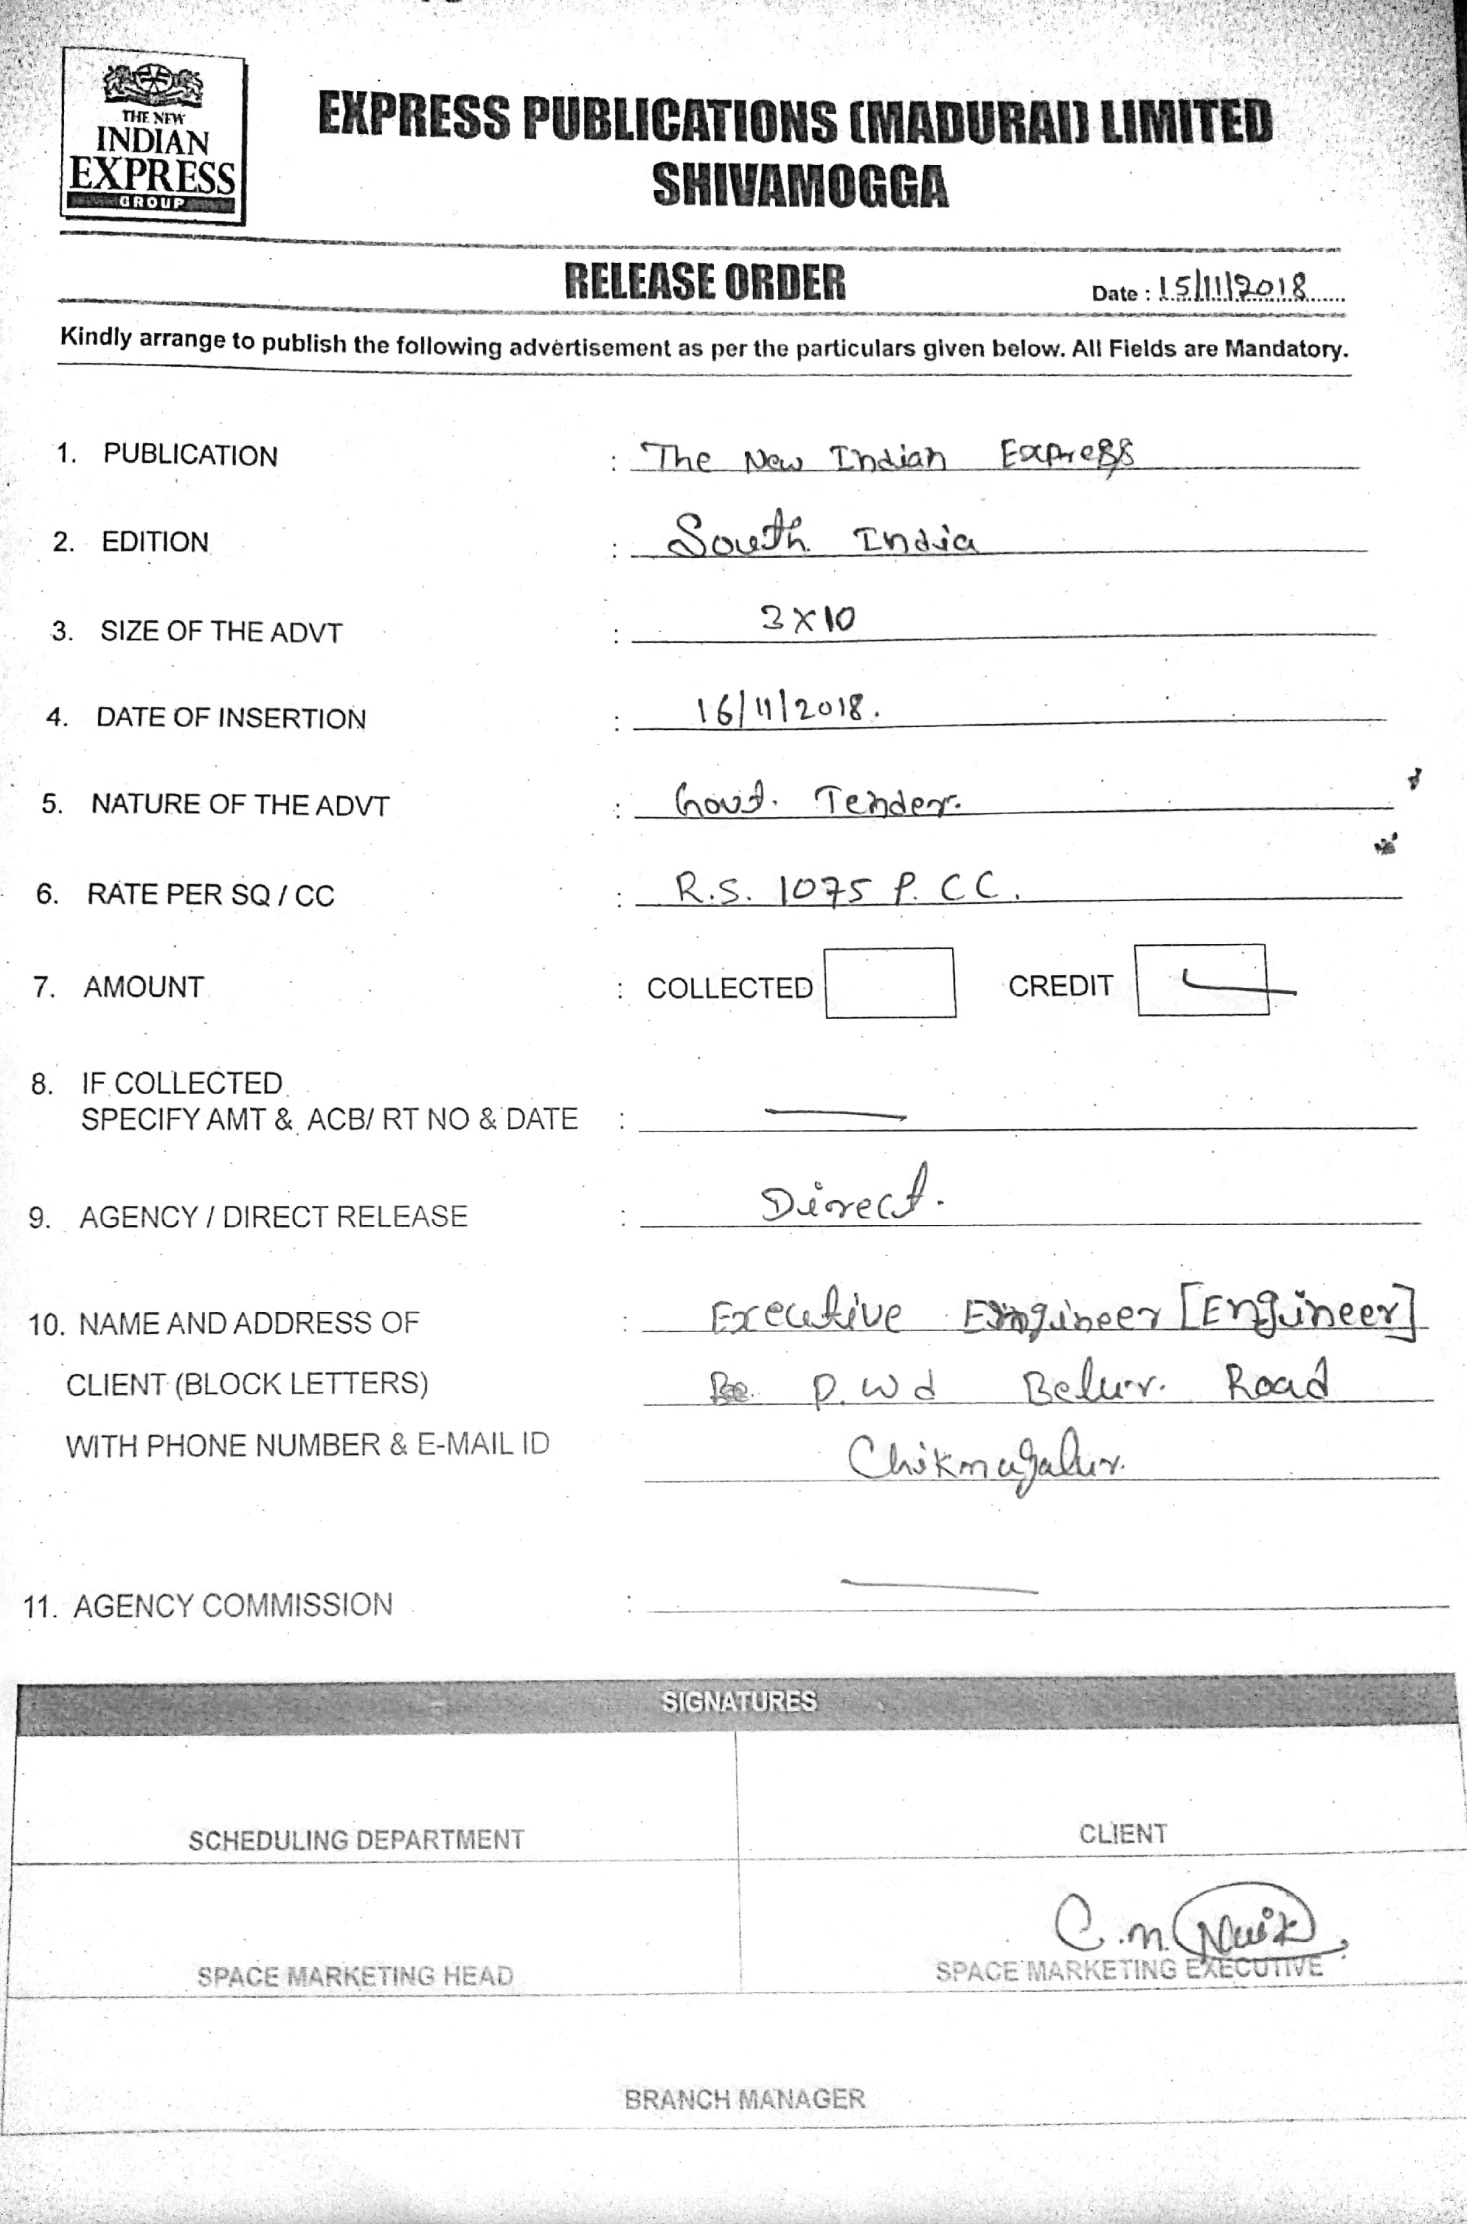 THE NEW
INDIAN
EXPRESS
GROUP
EXPRESS PUBLICATIONS (MADURAI) LIMITED
SHIVAMOGGA
RELEASE ORDER
Date : 15/11/2018
Kindly arrange to publish the following advertisement as per the particulars given below. All Fields are Mandatory.
1. PUBLICATION : The New Indian Express
2. EDITION : South India
3. SIZE OF THE ADVT : 3x10
4. DATE OF INSERTION : 16/11/2018.
5. NATURE OF THE ADVT : Govt. Tender.
6. RATE PER SQ / CC : R.S. 1075 P. CC.
7. AMOUNT : COLLECTED CREDIT
8. IF COLLECTED
SPECIFY AMT & ACB/ RT NO & DATE :
9. AGENCY / DIRECT RELEASE : Direct.
10. NAME AND ADDRESS OF : Executive Engineer [Engineer]
CLIENT (BLOCK LETTERS) P.wd Belur. Road
WITH PHONE NUMBER & E-MAIL ID Chikmagalur.
11. AGENCY COMMISSION :
SIGNATURES
SCHEDULING DEPARTMENT CLIENT
C.m. Naik
SPACE MARKETING HEAD SPACE MARKETING EXECUTIVE
BRANCH MANAGER